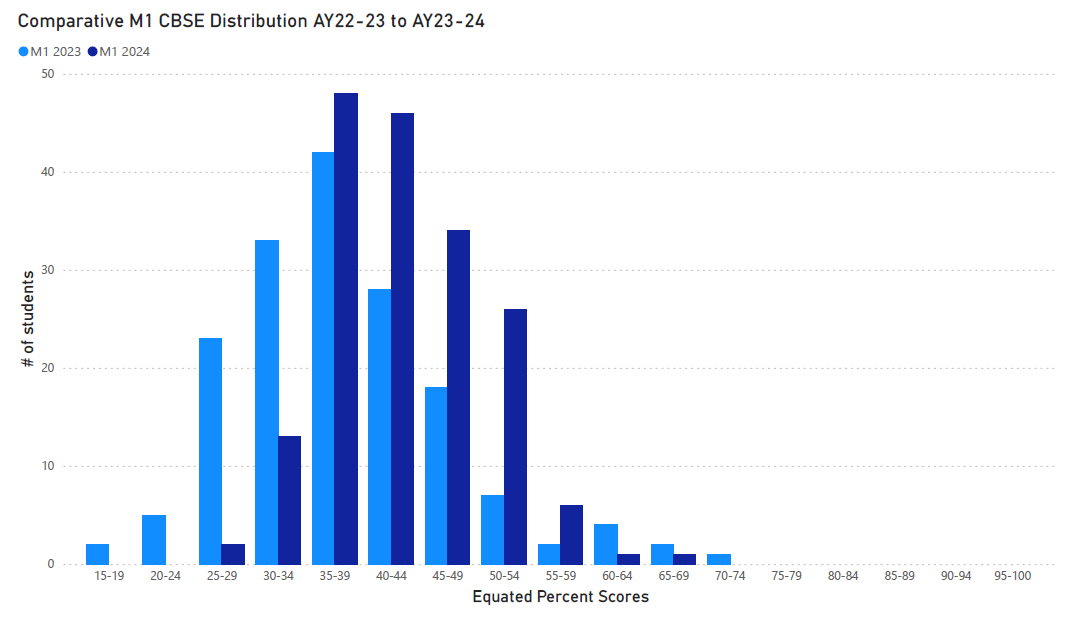 Comparative M1 CBSE Distribution AY22-23 to AY23-24
M1 2023 M1 2024
50
40
30
20
10
0
# of students
15-19 20-24 25-29 30-34 35-39 40-44 45-49 50-54 55-59 60-64 65-69 70-74 75-79 80-84 85-89 90-94 95-100
Equated Percent Scores